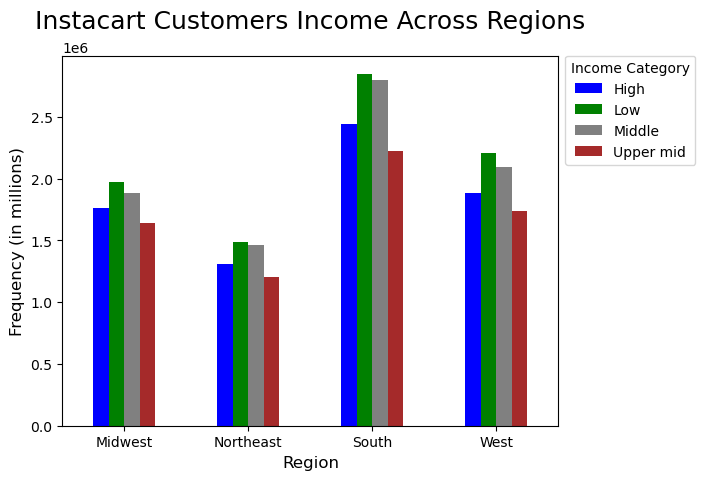 Instacart Customers Income Across Regions
1e6
Frequency (in millions)
2.5
2.0
1.5
1.0
0.5
0.0
Midwest Northeast South West
Region
Income Category
High
Low
Middle
Upper mid